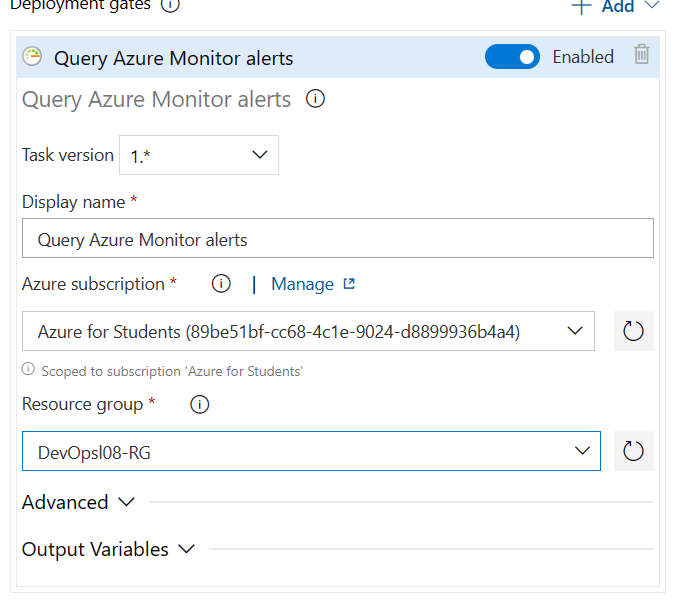 Deployment gates
Add
Query Azure Monitor alerts
Enabled
Query Azure Monitor alerts
Task version
1.*
Display name *
Query Azure Monitor alerts
Azure subscription *
| Manage
Azure for Students (89be51bf-cc68-4c1e-9024-d8899936b4a4)
Scoped to subscription 'Azure for Students'
Resource group *
DevOpsl08-RG
Advanced
Output Variables